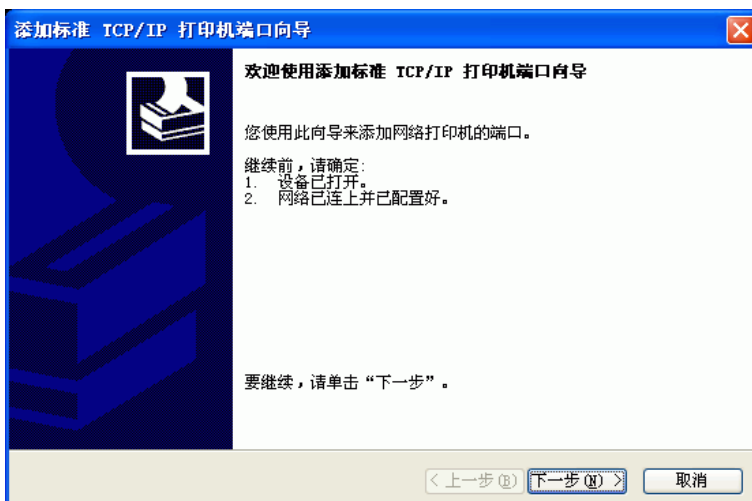 添加标准 TCP/IP 打印机端口向导
欢迎使用添加标准 TCP/IP 打印机端口向导
您使用此向导来添加网络打印机的端口。
继续前，请确定:
1. 设备已打开。
2. 网络已连上并已配置好。
要继续，请单击“下一步”。
< 上一步(B) 下一步(N) > 取消